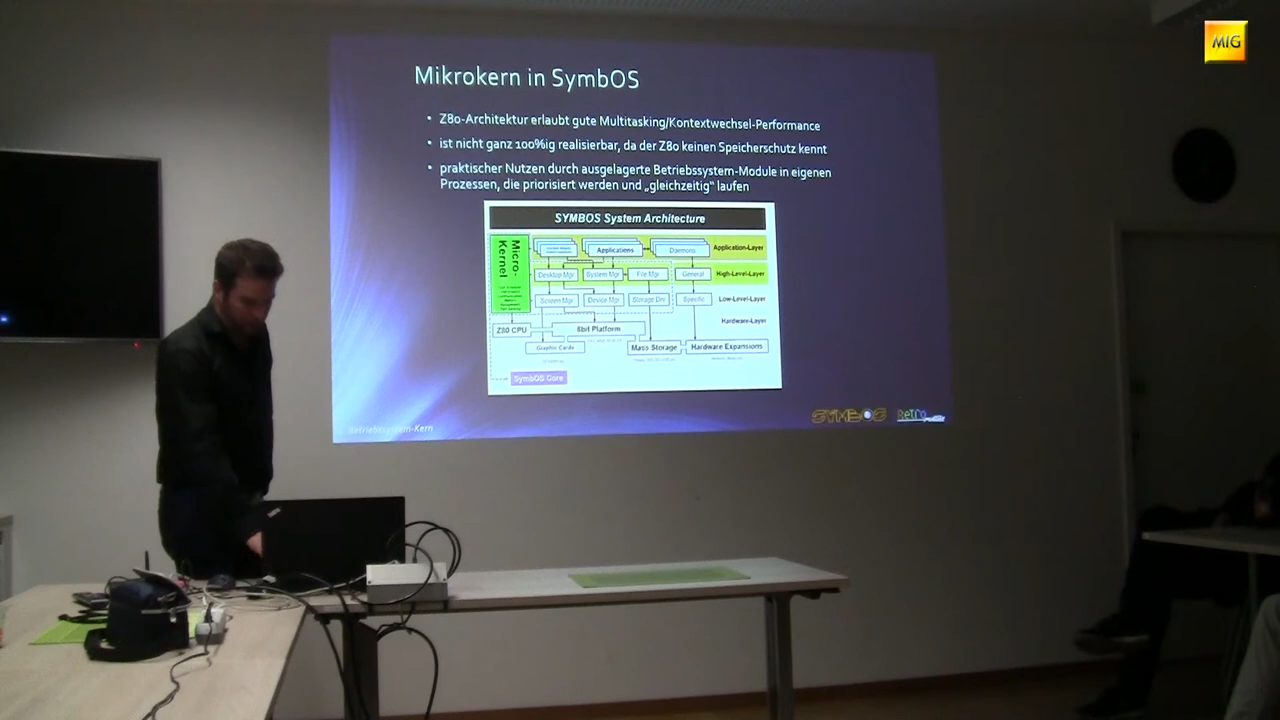 MIG
Mikrokern in SymbOS
• Z80-Architektur erlaubt gute Multitasking/Kontextwechsel-Performance
• ist nicht ganz 100%ig realisierbar, da der Z80 keinen Speicherschutz kennt
• praktischer Nutzen durch ausgelagerte Betriebssystem-Module in eigenen
Prozessen, die priorisiert werden und „gleichzeitig“ laufen
SYMBOS System Architecture
Micro-
Kernel
Applications
Daemons
Application-Layer
Desktop Mgr
System Mgr
File Mgr
General
High-Level-Layer
Screen Mgr
Device Mgr
Storage Drv
Specific
Low-Level-Layer
Hardware-Layer
Z80 CPU
8bit Platform
Graphic Cards
Mass Storage
Hardware Expansions
SymbOS Core
Betriebssystem-Kern
SYMBOS
Retro